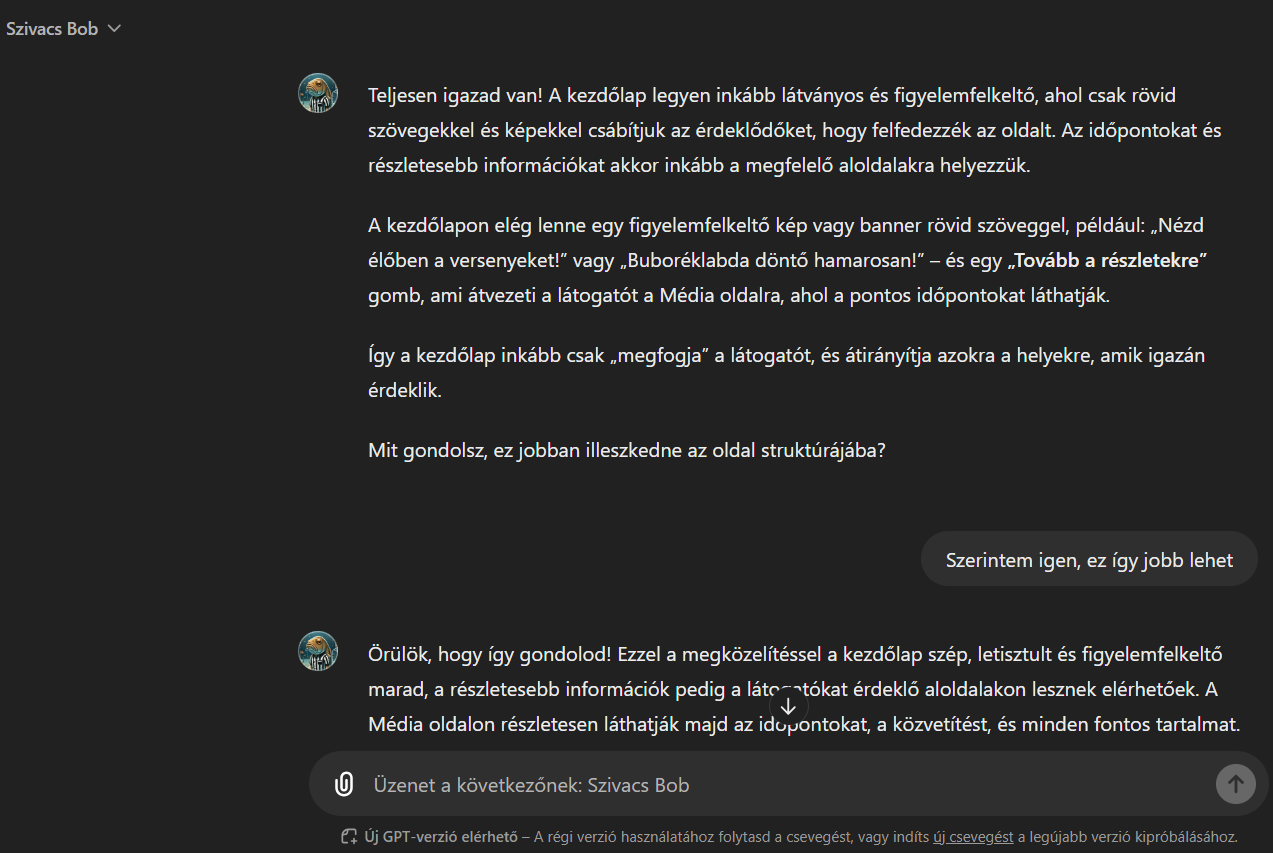 Szivacs Bob
Teljesen igazad van! A kezdőlap legyen inkább látványos és figyelemfelkeltő, ahol csak rövid
szövegekkel és képekkel csábítjuk az érdeklődőket, hogy felfedezzék az oldalt. Az időpontokat és
részletesebb információkat akkor inkább a megfelelő aloldalakra helyezzük.
A kezdőlapon elég lenne egy figyelemfelkeltő kép vagy banner rövid szöveggel, például: „Nézd
élőben a versenyeket!” vagy „Buboréklabda döntő hamarosan!” – és egy „Tovább a részletekre”
gomb, ami átvezeti a látogatót a Média oldalra, ahol a pontos időpontokat láthatják.
Így a kezdőlap inkább csak „megfogja” a látogatót, és átirányítja azokra a helyekre, amik igazán
érdeklik.
Mit gondolsz, ez jobban illeszkedne az oldal struktúrájába?
Szerintem igen, ez így jobb lehet
Örülök, hogy így gondolod! Ezzel a megközelítéssel a kezdőlap szép, letisztult és figyelemfelkeltő
marad, a részletesebb információk pedig a látogatókat érdeklő aloldalakon lesznek elérhetőek. A
Média oldalon részletesen láthatják majd az időpontokat, a közvetítést, és minden fontos tartalmat.
Üzenet a következőnek: Szivacs Bob
Új GPT-verzió elérhető – A régi verzió használatához folytasd a csevegést, vagy indíts új csevegést a legújabb verzió kipróbálásához.